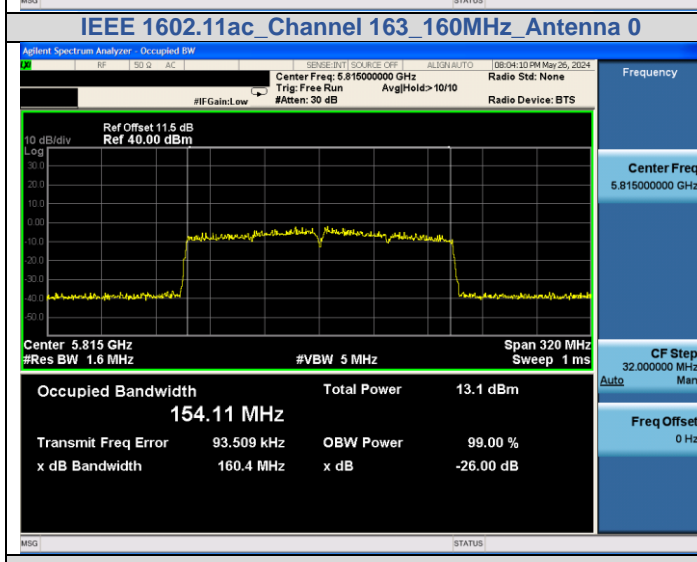 MSG STATUS
IEEE 1602.11ac_Channel 163_160MHz_Antenna 0
Agilent Spectrum Analyzer - Occupied BW
RF 50 Ω AC SENSE:INT SOURCE OFF ALIGN AUTO 08:04:10 PM May 26, 2024
Center Freq: 5.815000000 GHz Radio Std: None
Trig: Free Run Avg|Hold:> 10/10
#IFGain:Low #Atten: 30 dB Radio Device: BTS
Frequency
Ref Offset 11.5 dB
10 dB/div Ref 40.00 dBm
Log
30.0
20.0
10.0
0.00
-10.0
-20.0
-30.0
-40.0
-50.0
Center 5.815 GHz Span 320 MHz
#Res BW 1.6 MHz #VBW 5 MHz Sweep 1 ms
Occupied Bandwidth Total Power 13.1 dBm
154.11 MHz
Transmit Freq Error 93.509 kHz OBW Power 99.00 %
x dB Bandwidth 160.4 MHz x dB -26.00 dB
Center Freq
5.815000000 GHz
CF Step
32.000000 MHz
Auto Man
Freq Offset
0 Hz
MSG STATUS